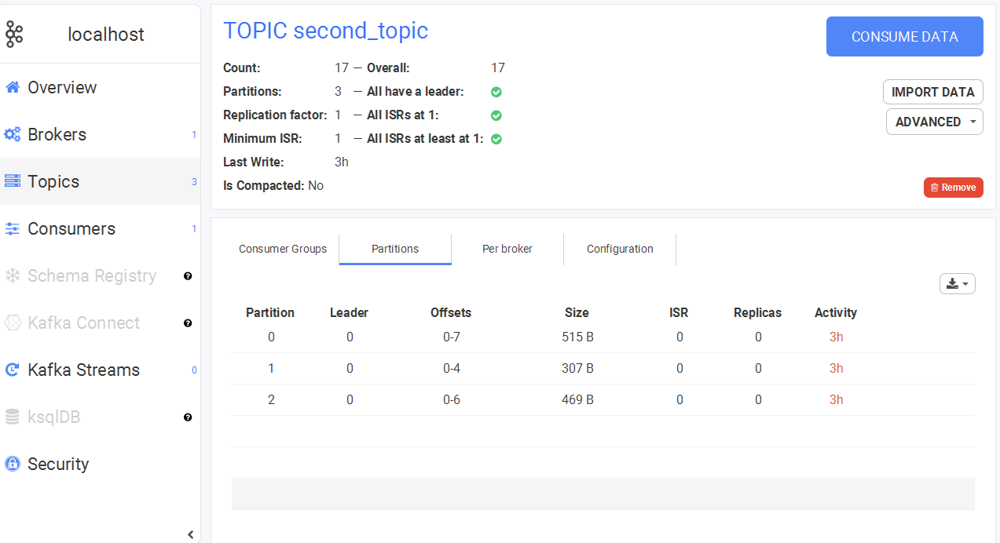 localhost
Overview
Brokers 1
Topics 3
Consumers 1
Schema Registry ?
Kafka Connect ?
Kafka Streams 0
ksqlDB ?
Security
TOPIC second_topic
CONSUME DATA
Count: 17 — Overall: 17
Partitions: 3 — All have a leader:
Replication factor: 1 — All ISRs at 1:
Minimum ISR: 1 — All ISRs at least at 1:
Last Write: 3h
Is Compacted: No
IMPORT DATA
ADVANCED
Remove
Consumer Groups Partitions Per broker Configuration
Partition Leader Offsets Size ISR Replicas Activity
0 0 0-7 515 B 0 0 3h
1 0 0-4 307 B 0 0 3h
2 0 0-6 469 B 0 0 3h